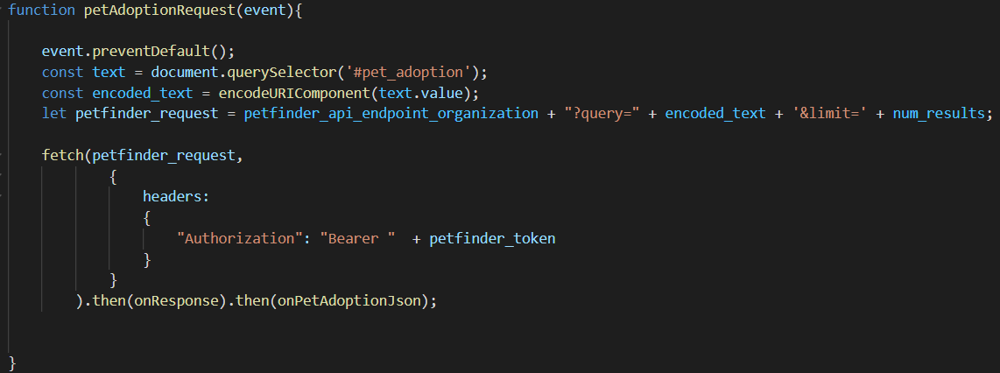 function petAdoptionRequest(event){
event.preventDefault();
const text = document.querySelector('#pet_adoption');
const encoded_text = encodeURIComponent(text.value);
let petfinder_request = petfinder_api_endpoint_organization + "?query=" + encoded_text + '&limit=' + num_results;
fetch(petfinder_request,
{
headers:
{
"Authorization": "Bearer "  + petfinder_token
}
}
).then(onResponse).then(onPetAdoptionJson);
}